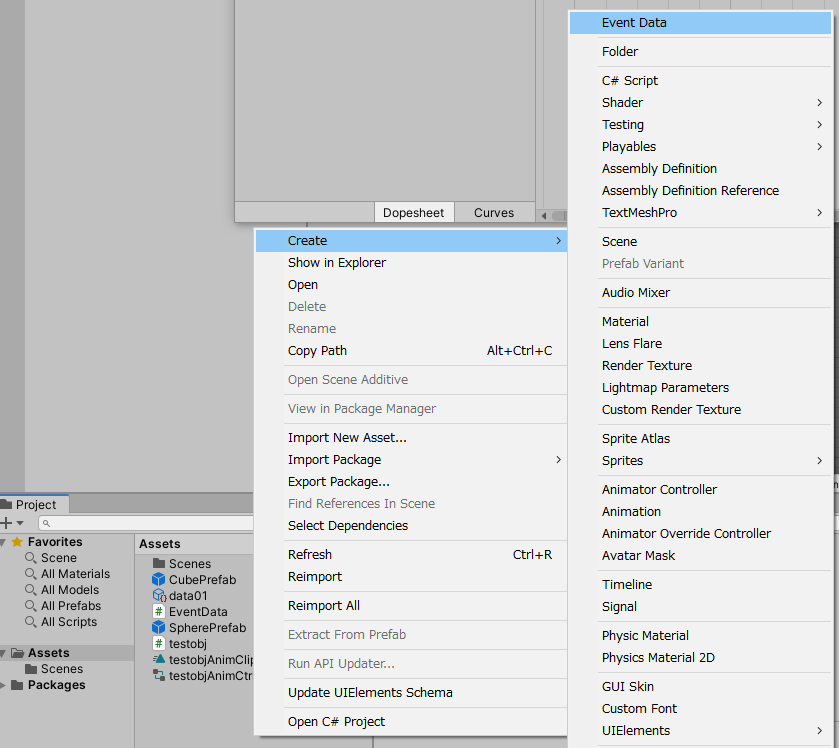 Dopesheet
Curves
Create
Show in Explorer
Open
Delete
Rename
Copy Path Alt+Ctrl+C
Open Scene Additive
View in Package Manager
Import New Asset...
Import Package
Export Package...
Find References In Scene
Select Dependencies
Refresh Ctrl+R
Reimport
Reimport All
Extract From Prefab
Run API Updater...
Update UIElements Schema
Open C# Project
Event Data
Folder
C# Script
Shader
Testing
Playables
Assembly Definition
Assembly Definition Reference
TextMeshPro
Scene
Prefab Variant
Audio Mixer
Material
Lens Flare
Render Texture
Lightmap Parameters
Custom Render Texture
Sprite Atlas
Sprites
Animator Controller
Animation
Animator Override Controller
Avatar Mask
Timeline
Signal
Physic Material
Physics Material 2D
GUI Skin
Custom Font
UIElements
Project
Favorites
Scene
All Materials
All Models
All Prefabs
All Scripts
Assets
Scenes
Packages
Assets
Scenes
CubePrefab
data01
EventData
SpherePrefab
testobj
testobjAnimClip
testobjAnimCtr